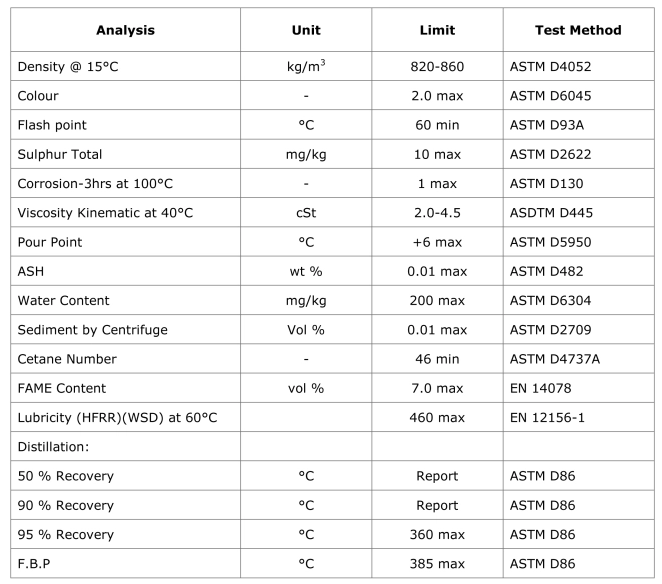 Analysis Unit Limit Test Method
Density @ 15°C kg/m³ 820-860 ASTM D4052
Colour - 2.0 max ASTM D6045
Flash point °C 60 min ASTM D93A
Sulphur Total mg/kg 10 max ASTM D2622
Corrosion-3hrs at 100°C - 1 max ASTM D130
Viscosity Kinematic at 40°C cSt 2.0-4.5 ASDTM D445
Pour Point °C +6 max ASTM D5950
ASH wt % 0.01 max ASTM D482
Water Content mg/kg 200 max ASTM D6304
Sediment by Centrifuge Vol % 0.01 max ASTM D2709
Cetane Number - 46 min ASTM D4737A
FAME Content vol % 7.0 max EN 14078
Lubricity (HFRR)(WSD) at 60°C 460 max EN 12156-1
Distillation:
50 % Recovery °C Report ASTM D86
90 % Recovery °C Report ASTM D86
95 % Recovery °C 360 max ASTM D86
F.B.P °C 385 max ASTM D86